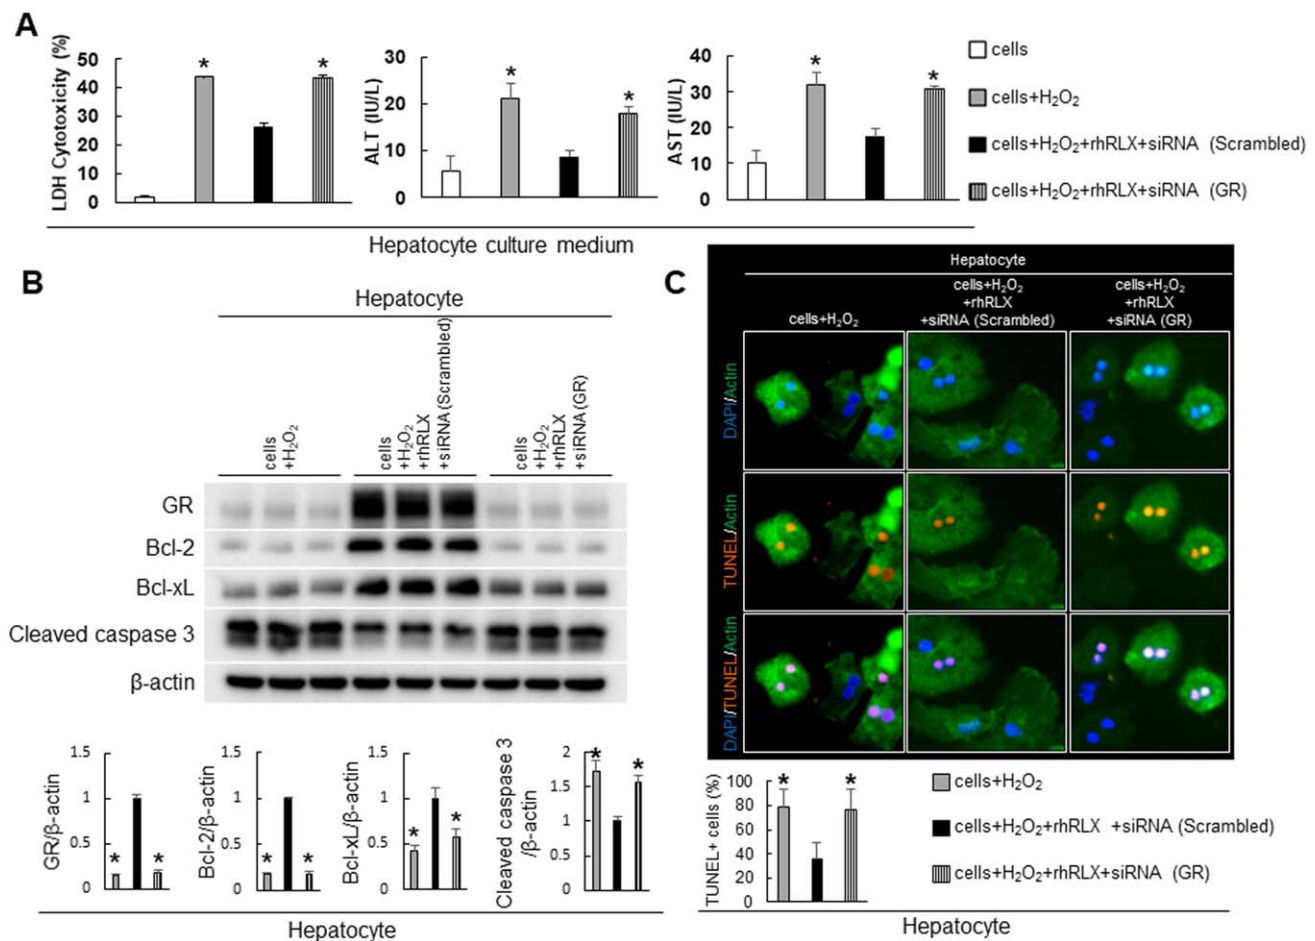 A
LDH Cytotoxicity (%)
50
40
30
20
10
0
*
*
ALT (IU/L)
30
20
10
0
*
*
AST (IU/L)
40
30
20
10
0
*
*
cells
cells+H₂O₂
cells+H₂O₂+rhRLX+siRNA (Scrambled)
cells+H₂O₂+rhRLX+siRNA (GR)
Hepatocyte culture medium
B
Hepatocyte
cells
+H₂O₂
cells
+H₂O₂
+rhRLX
+siRNA (Scrambled)
cells
+H₂O₂
+rhRLX
+siRNA (GR)
GR
Bcl-2
Bcl-xL
Cleaved caspase 3
β-actin
GR/β-actin
1.5
1
0.5
0
*
*
Bcl-2/β-actin
1.5
1
0.5
0
*
*
Bcl-xL/β-actin
1.5
1
0.5
0
*
*
Cleaved caspase 3
/β-actin
2
1.5
1
0.5
0
*
*
Hepatocyte
C
Hepatocyte
cells+H₂O₂
cells+H₂O₂
+rhRLX
+siRNA (Scrambled)
cells+H₂O₂
+rhRLX
+siRNA (GR)
DAPI/Actin
TUNEL/Actin
DAPI/TUNEL/Actin
TUNEL+ cells (%)
100
80
60
40
20
0
*
*
cells+H₂O₂
cells+H₂O₂+rhRLX +siRNA (Scrambled)
cells+H₂O₂+rhRLX+siRNA (GR)
Hepatocyte